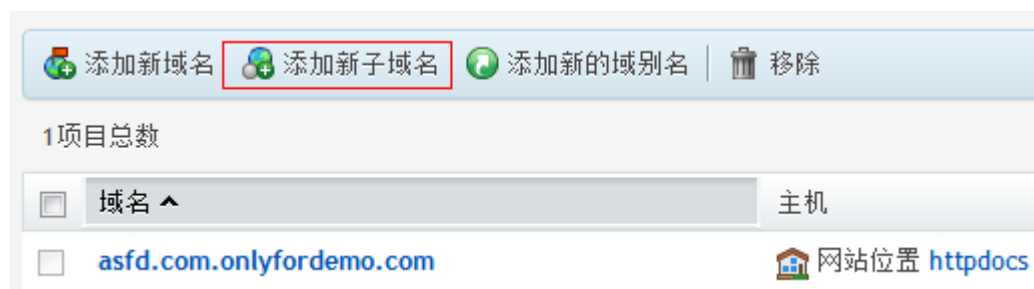 添加新域名 添加新子域名 添加新的域别名 移除
1项目总数
域名 主机
asfd.com.onlyfordemo.com 网站位置 httpdocs